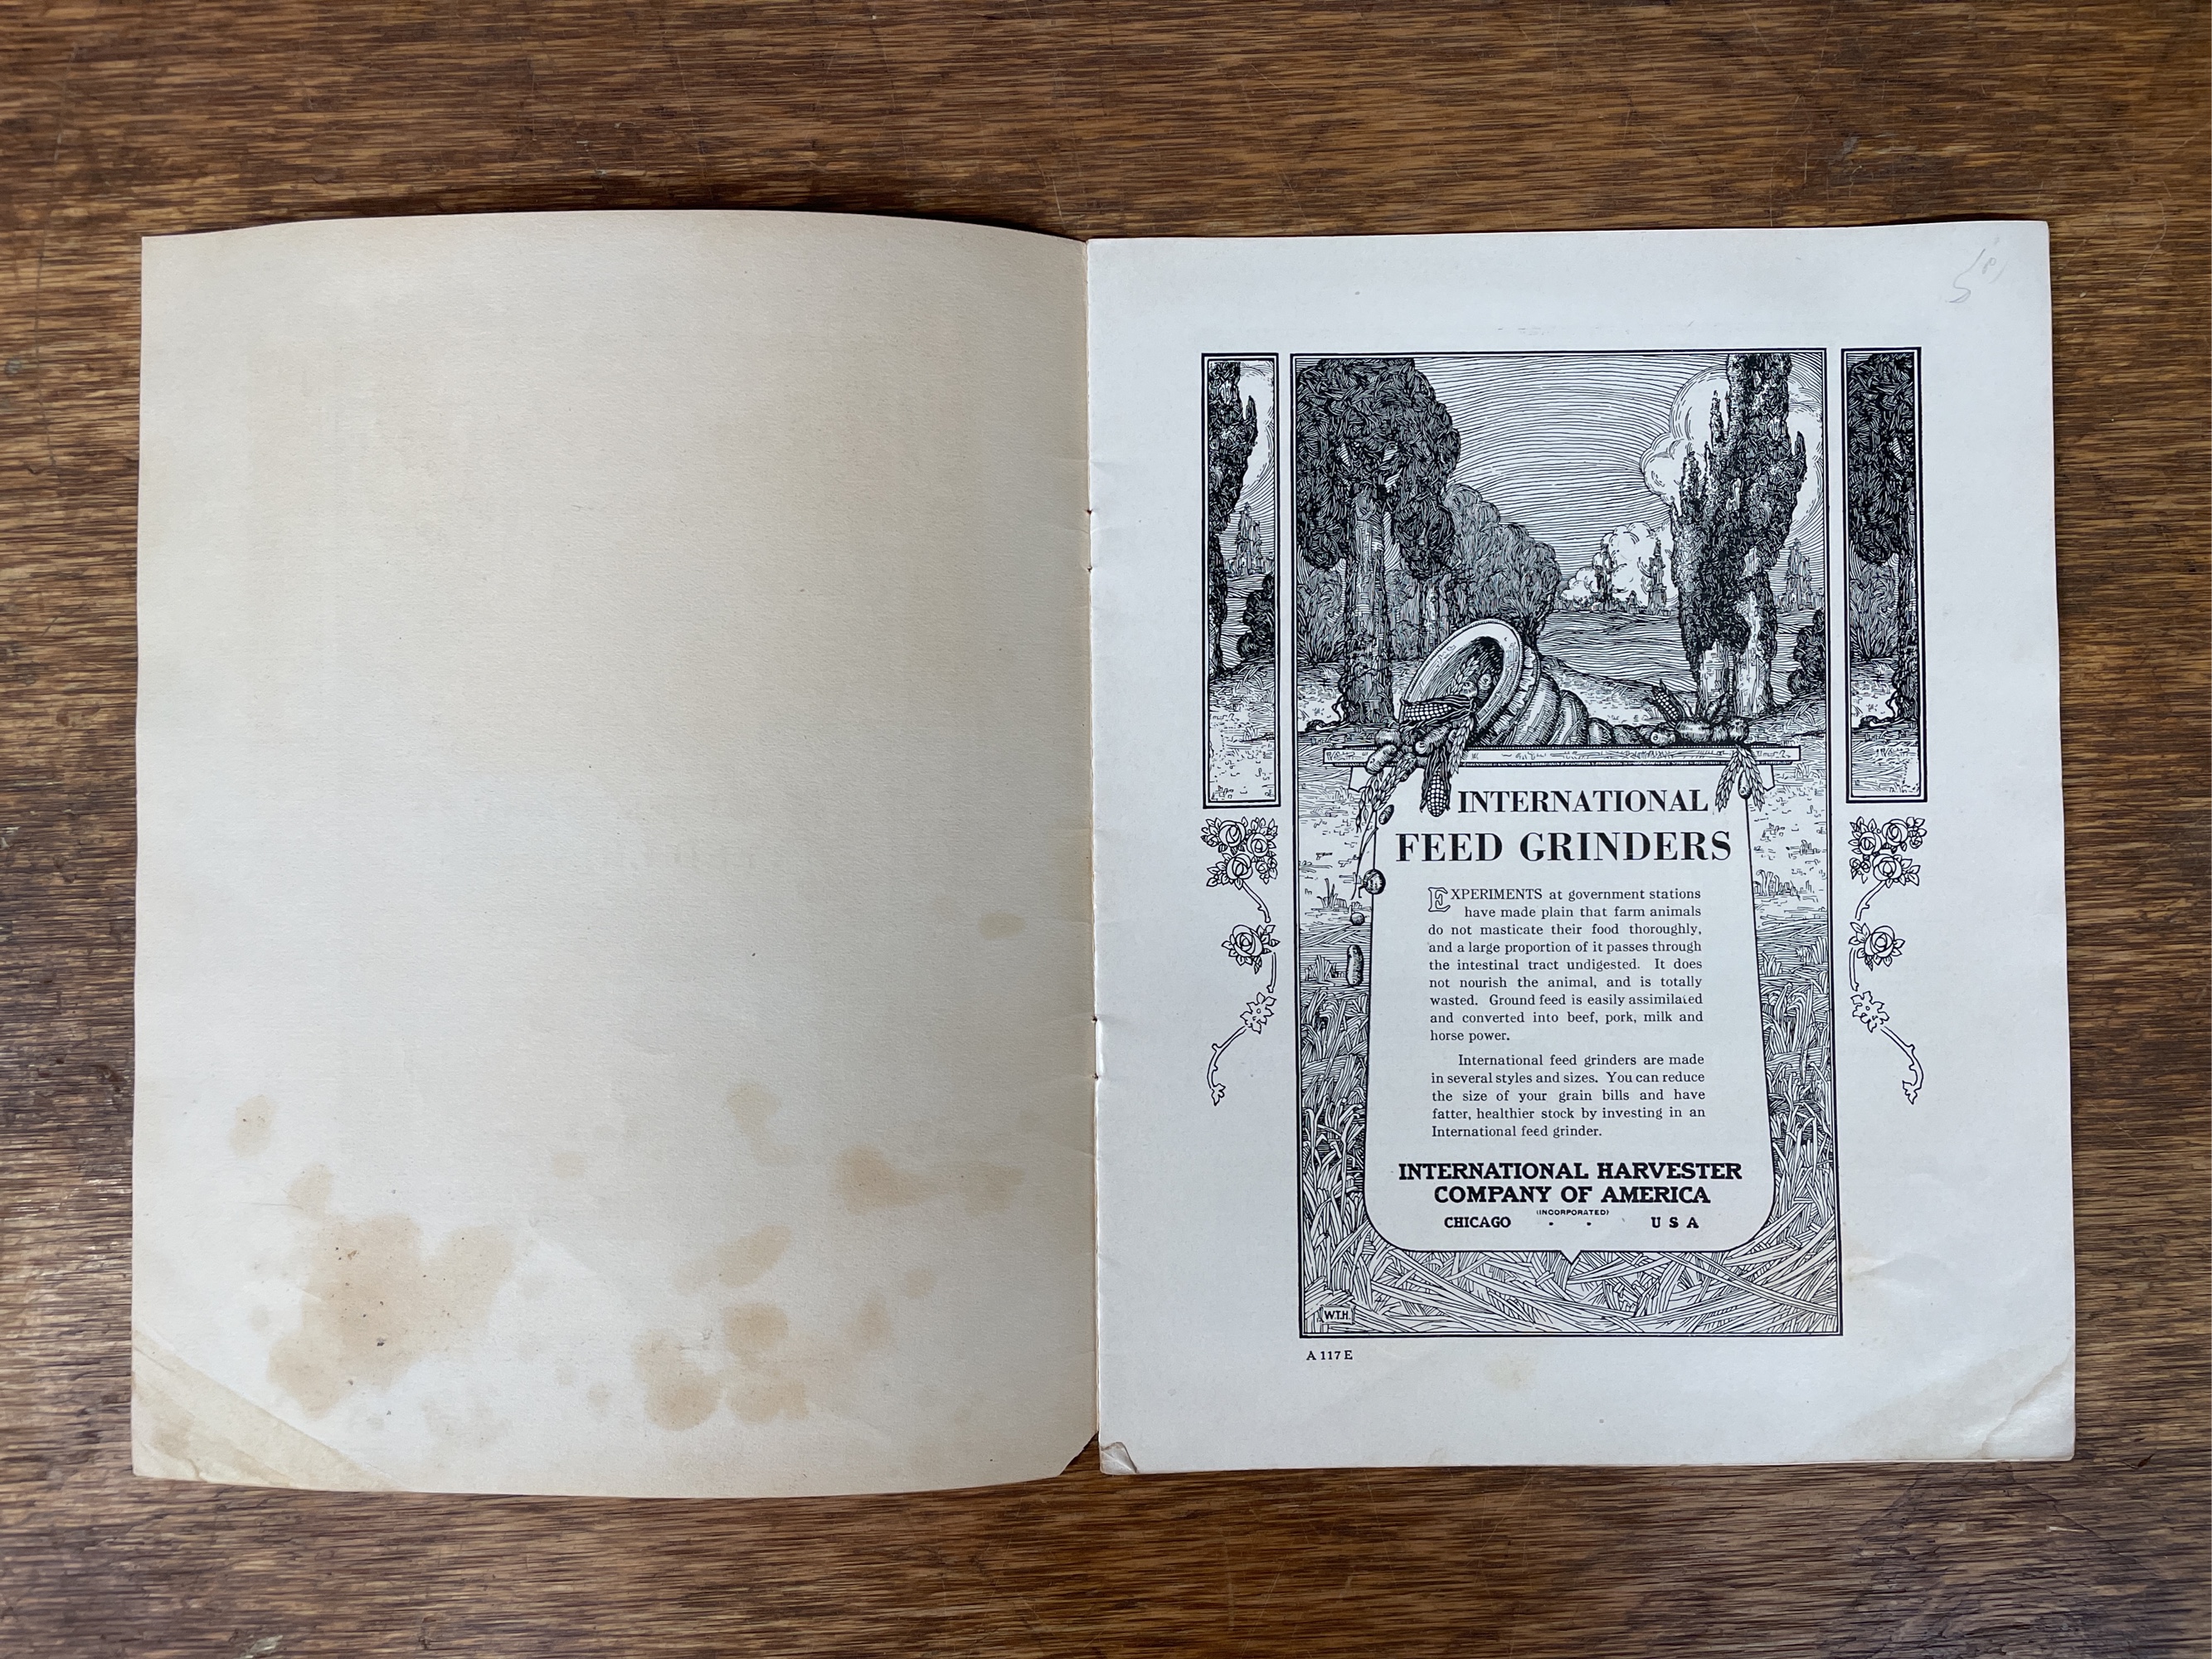 INTERNATIONAL
FEED GRINDERS
EXPERIMENTS at government stations
have made plain that farm animals
do not masticate their food thoroughly,
and a large proportion of it passes through
the intestinal tract undigested. It does
not nourish the animal, and is totally
wasted. Ground feed is easily assimilated
and converted into beef, pork, milk and
horse power.
International feed grinders are made
in several styles and sizes. You can reduce
the size of your grain bills and have
fatter, healthier stock by investing in an
International feed grinder.
INTERNATIONAL HARVESTER
COMPANY OF AMERICA
(INCORPORATED)
CHICAGO · · U S A
W.T.H.
A 117 E